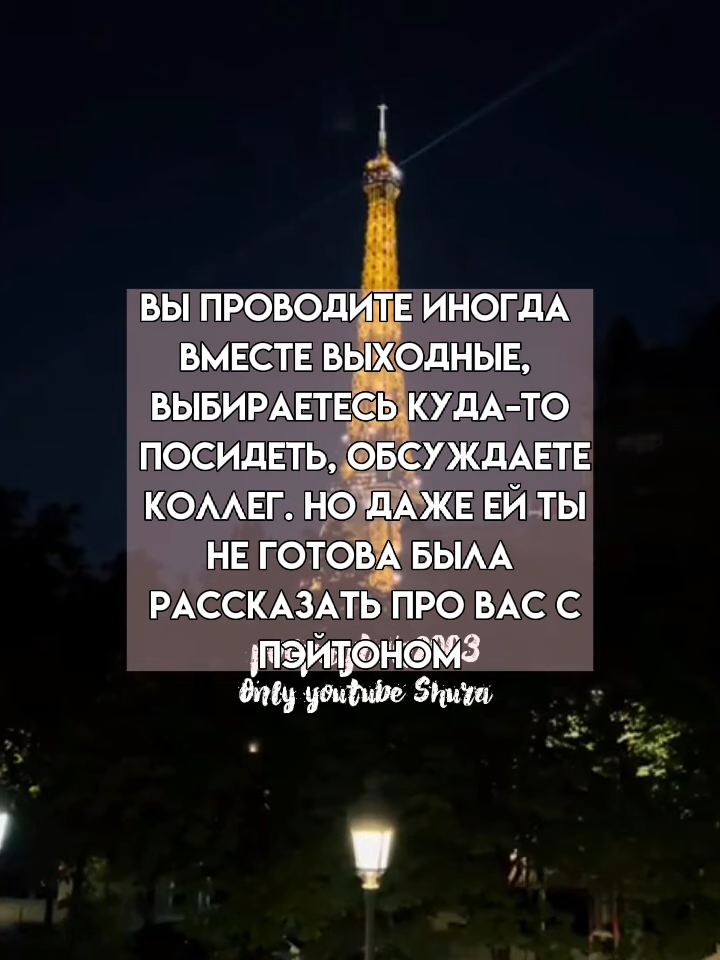 ВЫ ПРОВОДИТЕ ИНОГДА
ВМЕСТЕ ВЫХОДНЫЕ,
ВЫБИРАЕТЕСЬ КУДА-ТО
ПОСИДЕТЬ, ОБСУЖДАЕТЕ
КОЛЛЕГ. НО ДАЖЕ ЕЙ ТЫ
НЕ ГОТОВА БЫЛА
РАССКАЗАТЬ ПРО ВАС С
ПЭЙТОНОМ
Only youtube Shura